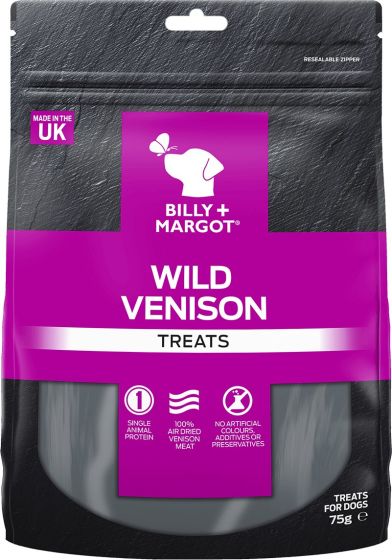 RESEALABLE ZIPPER
MADE IN THE
UK
BILLY +
MARGOT®
WILD
VENISON
TREATS
1
SINGLE
ANIMAL
PROTEIN
100%
AIR DRIED
VENISON
MEAT
NO ARTIFICIAL
COLOURS,
ADDITIVES OR
PRESERVATIVES
TREATS
FOR DOGS
75g ℮